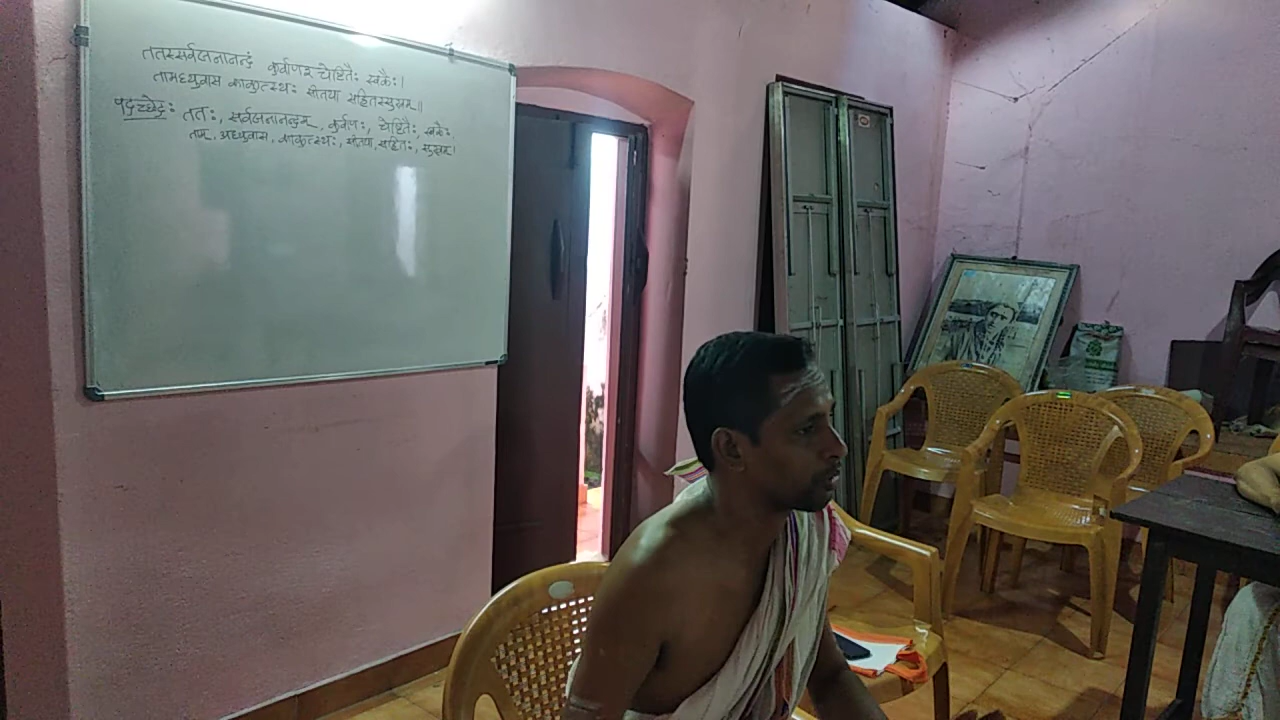 ततस्सर्वजनानन्दं कुर्वाणश्चेष्टितैः स्वकैः।
तामध्युवास काकुत्स्थः सीतया सहितस्सुखम्॥
पदच्छेदः ततः, सर्वजनानन्दम्, कुर्वाणः, चेष्टितैः, स्वकैः,
ताम्, अध्युवास, काकुत्स्थः, सीतया, सहितः, सुखम्।